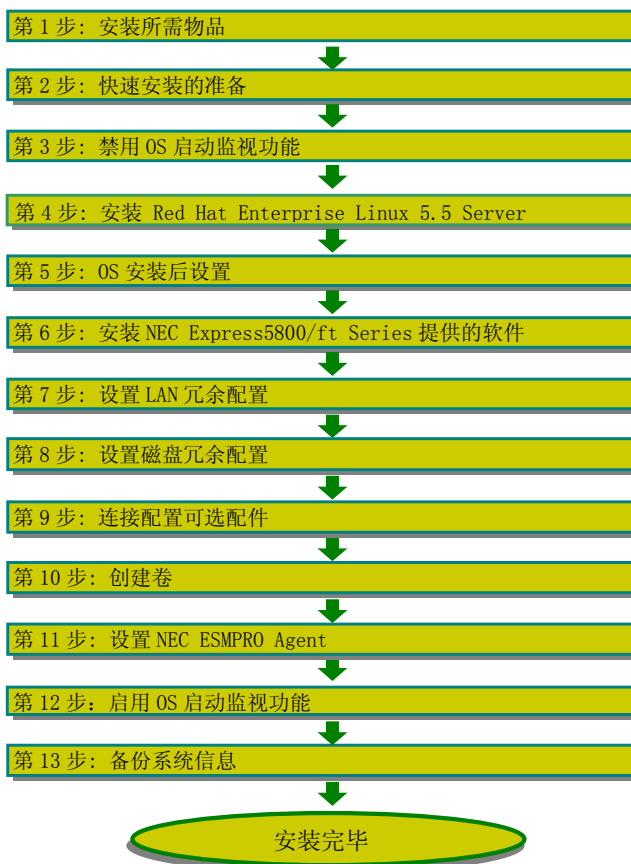 第 1 步: 安装所需物品
第 2 步: 快速安装的准备
第 3 步: 禁用 OS 启动监视功能
第 4 步: 安装 Red Hat Enterprise Linux 5.5 Server
第 5 步: OS 安装后设置
第 6 步: 安装 NEC Express5800/ft Series 提供的软件
第 7 步: 设置 LAN 冗余配置
第 8 步: 设置磁盘冗余配置
第 9 步: 连接配置可选配件
第 10 步: 创建卷
第 11 步: 设置 NEC ESMPRO Agent
第 12 步：启用 OS 启动监视功能
第 13 步: 备份系统信息
安装完毕